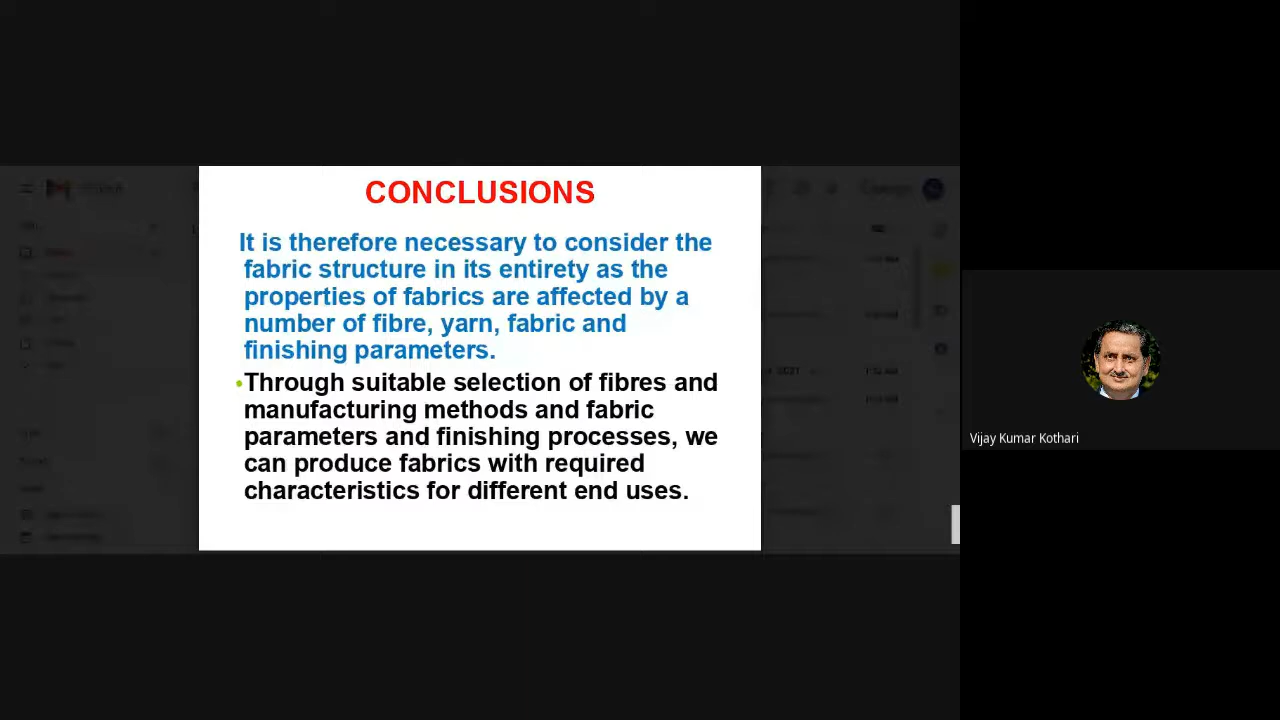 CONCLUSIONS
It is therefore necessary to consider the
fabric structure in its entirety as the
properties of fabrics are affected by a
number of fibre, yarn, fabric and
finishing parameters.
•Through suitable selection of fibres and
manufacturing methods and fabric
parameters and finishing processes, we
can produce fabrics with required
characteristics for different end uses.
Vijay Kumar Kothari